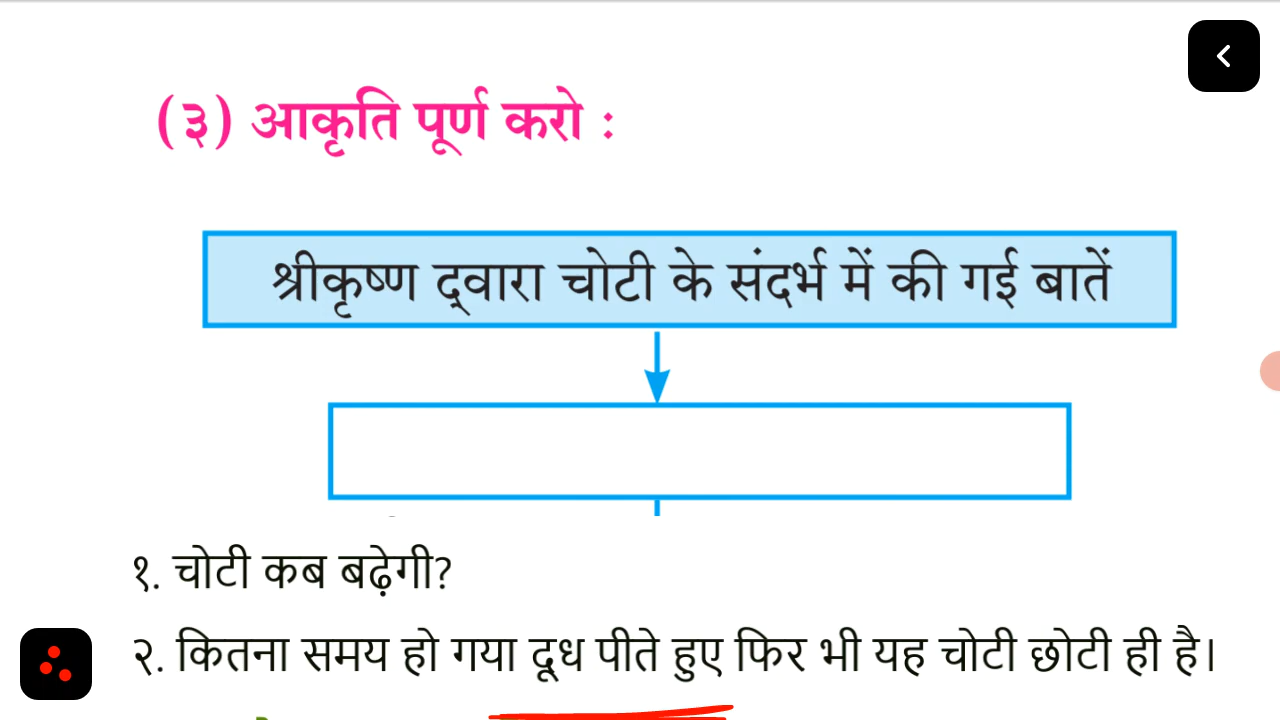 (३) आकृति पूर्ण करो :
श्रीकृष्ण द्‌वारा चोटी के संदर्भ में की गई बातें
१. चोटी कब बढ़ेगी?
२. कितना समय हो गया दूध पीते हुए फिर भी यह चोटी छोटी ही है।